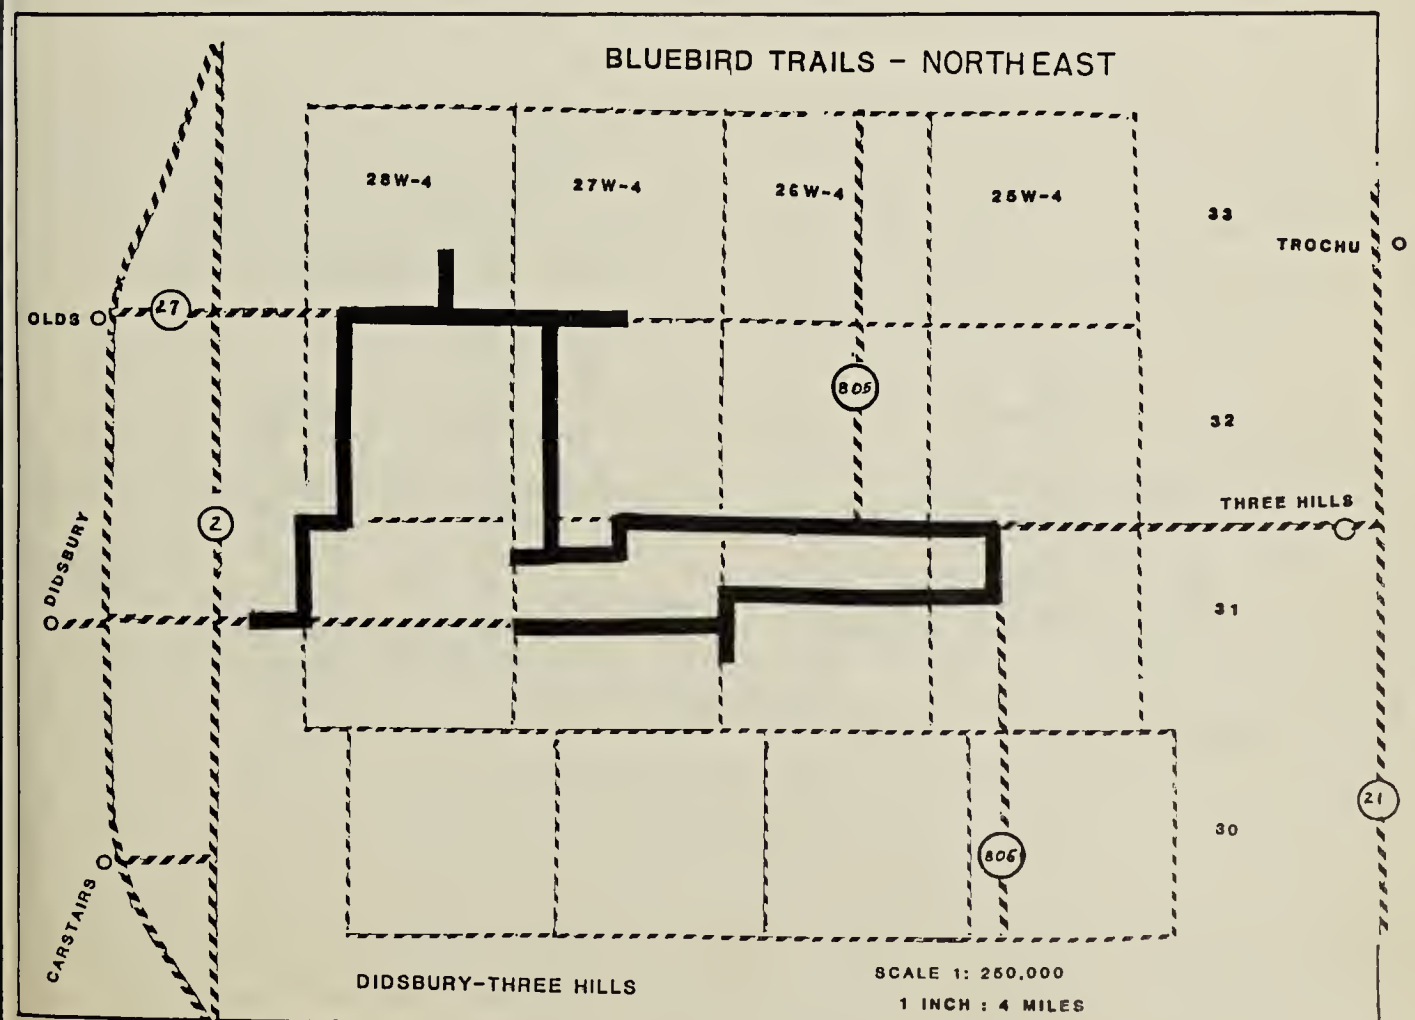 BLUEBIRD TRAILS - NORTHEAST
28W-4
27W-4
26W-4
25W-4
33
TROCHU
OLDS
27
805
32
THREE HILLS
2
DIDSBURY
31
21
30
806
CARSTAIRS
DIDSBURY-THREE HILLS
SCALE 1: 250,000
1 INCH : 4 MILES